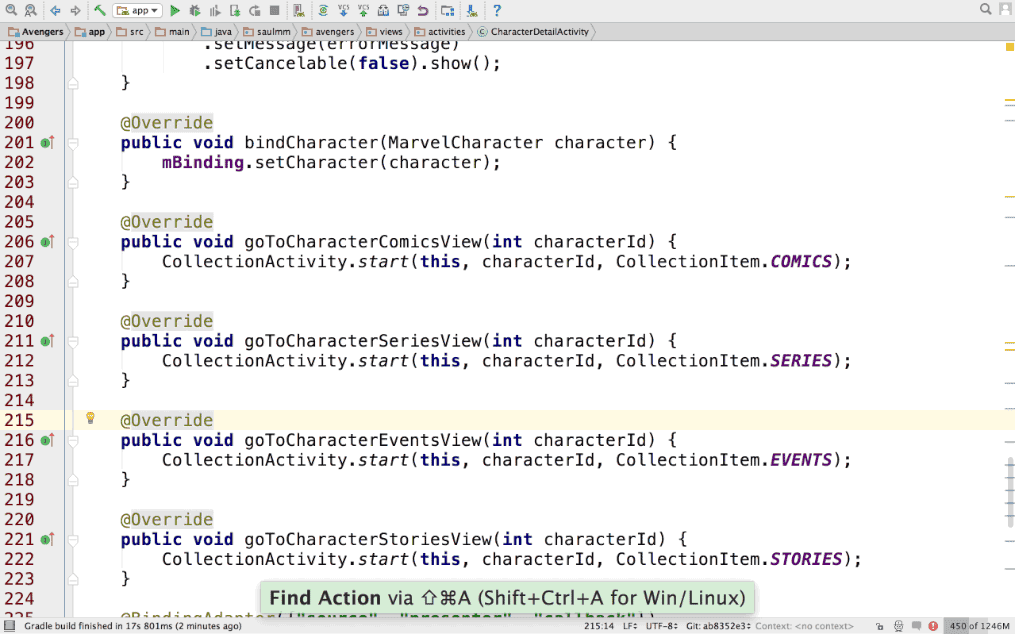 app
Avengers app src main java saulmm avengers views activities CharacterDetailActivity
196 .setMessage(errorMessage)
197 .setCancelable(false).show();
198 }
199
200 @Override
201 public void bindCharacter(MarvelCharacter character) {
202 mBinding.setCharacter(character);
203 }
204
205 @Override
206 public void goToCharacterComicsView(int characterId) {
207 CollectionActivity.start(this, characterId, CollectionItem.COMICS);
208 }
209
210 @Override
211 public void goToCharacterSeriesView(int characterId) {
212 CollectionActivity.start(this, characterId, CollectionItem.SERIES);
213 }
214
215 @Override
216 public void goToCharacterEventsView(int characterId) {
217 CollectionActivity.start(this, characterId, CollectionItem.EVENTS);
218 }
219
220 @Override
221 public void goToCharacterStoriesView(int characterId) {
222 CollectionActivity.start(this, characterId, CollectionItem.STORIES);
223 }
224
Find Action via ⇧⌘A (Shift+Ctrl+A for Win/Linux)
225 @BindingAdapter({"source", "presenter", "callback"})
Gradle build finished in 17s 801ms (2 minutes ago) 215:14 LF÷ UTF-8÷ Git: ab8352e3÷ Context: <no context> 450 of 1246M